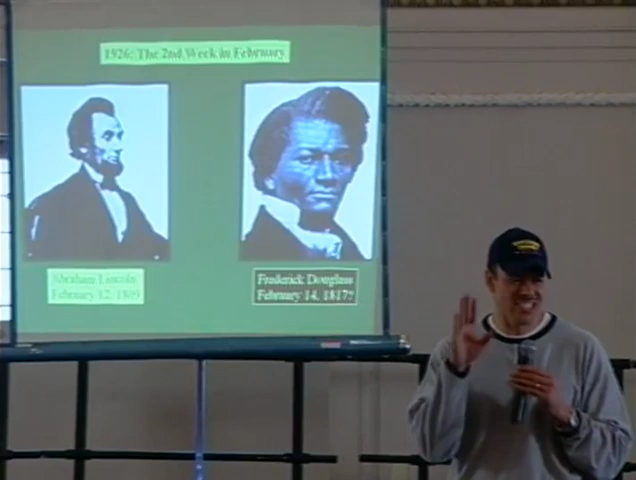 1926: The 2nd Week in February
Abraham Lincoln
February 12, 1809
Frederick Douglass
February 14, 1817?